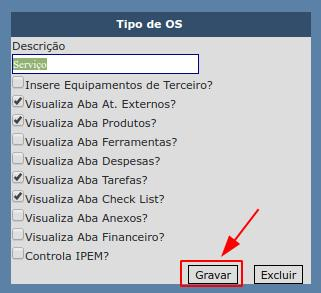 Tipo de OS
Descrição
Serviço
Insere Equipamentos de Terceiro?
Visualiza Aba At. Externos?
Visualiza Aba Produtos?
Visualiza Aba Ferramentas?
Visualiza Aba Despesas?
Visualiza Aba Tarefas?
Visualiza Aba Check List?
Visualiza Aba Anexos?
Visualiza Aba Financeiro?
Controla IPEM?
Gravar Excluir